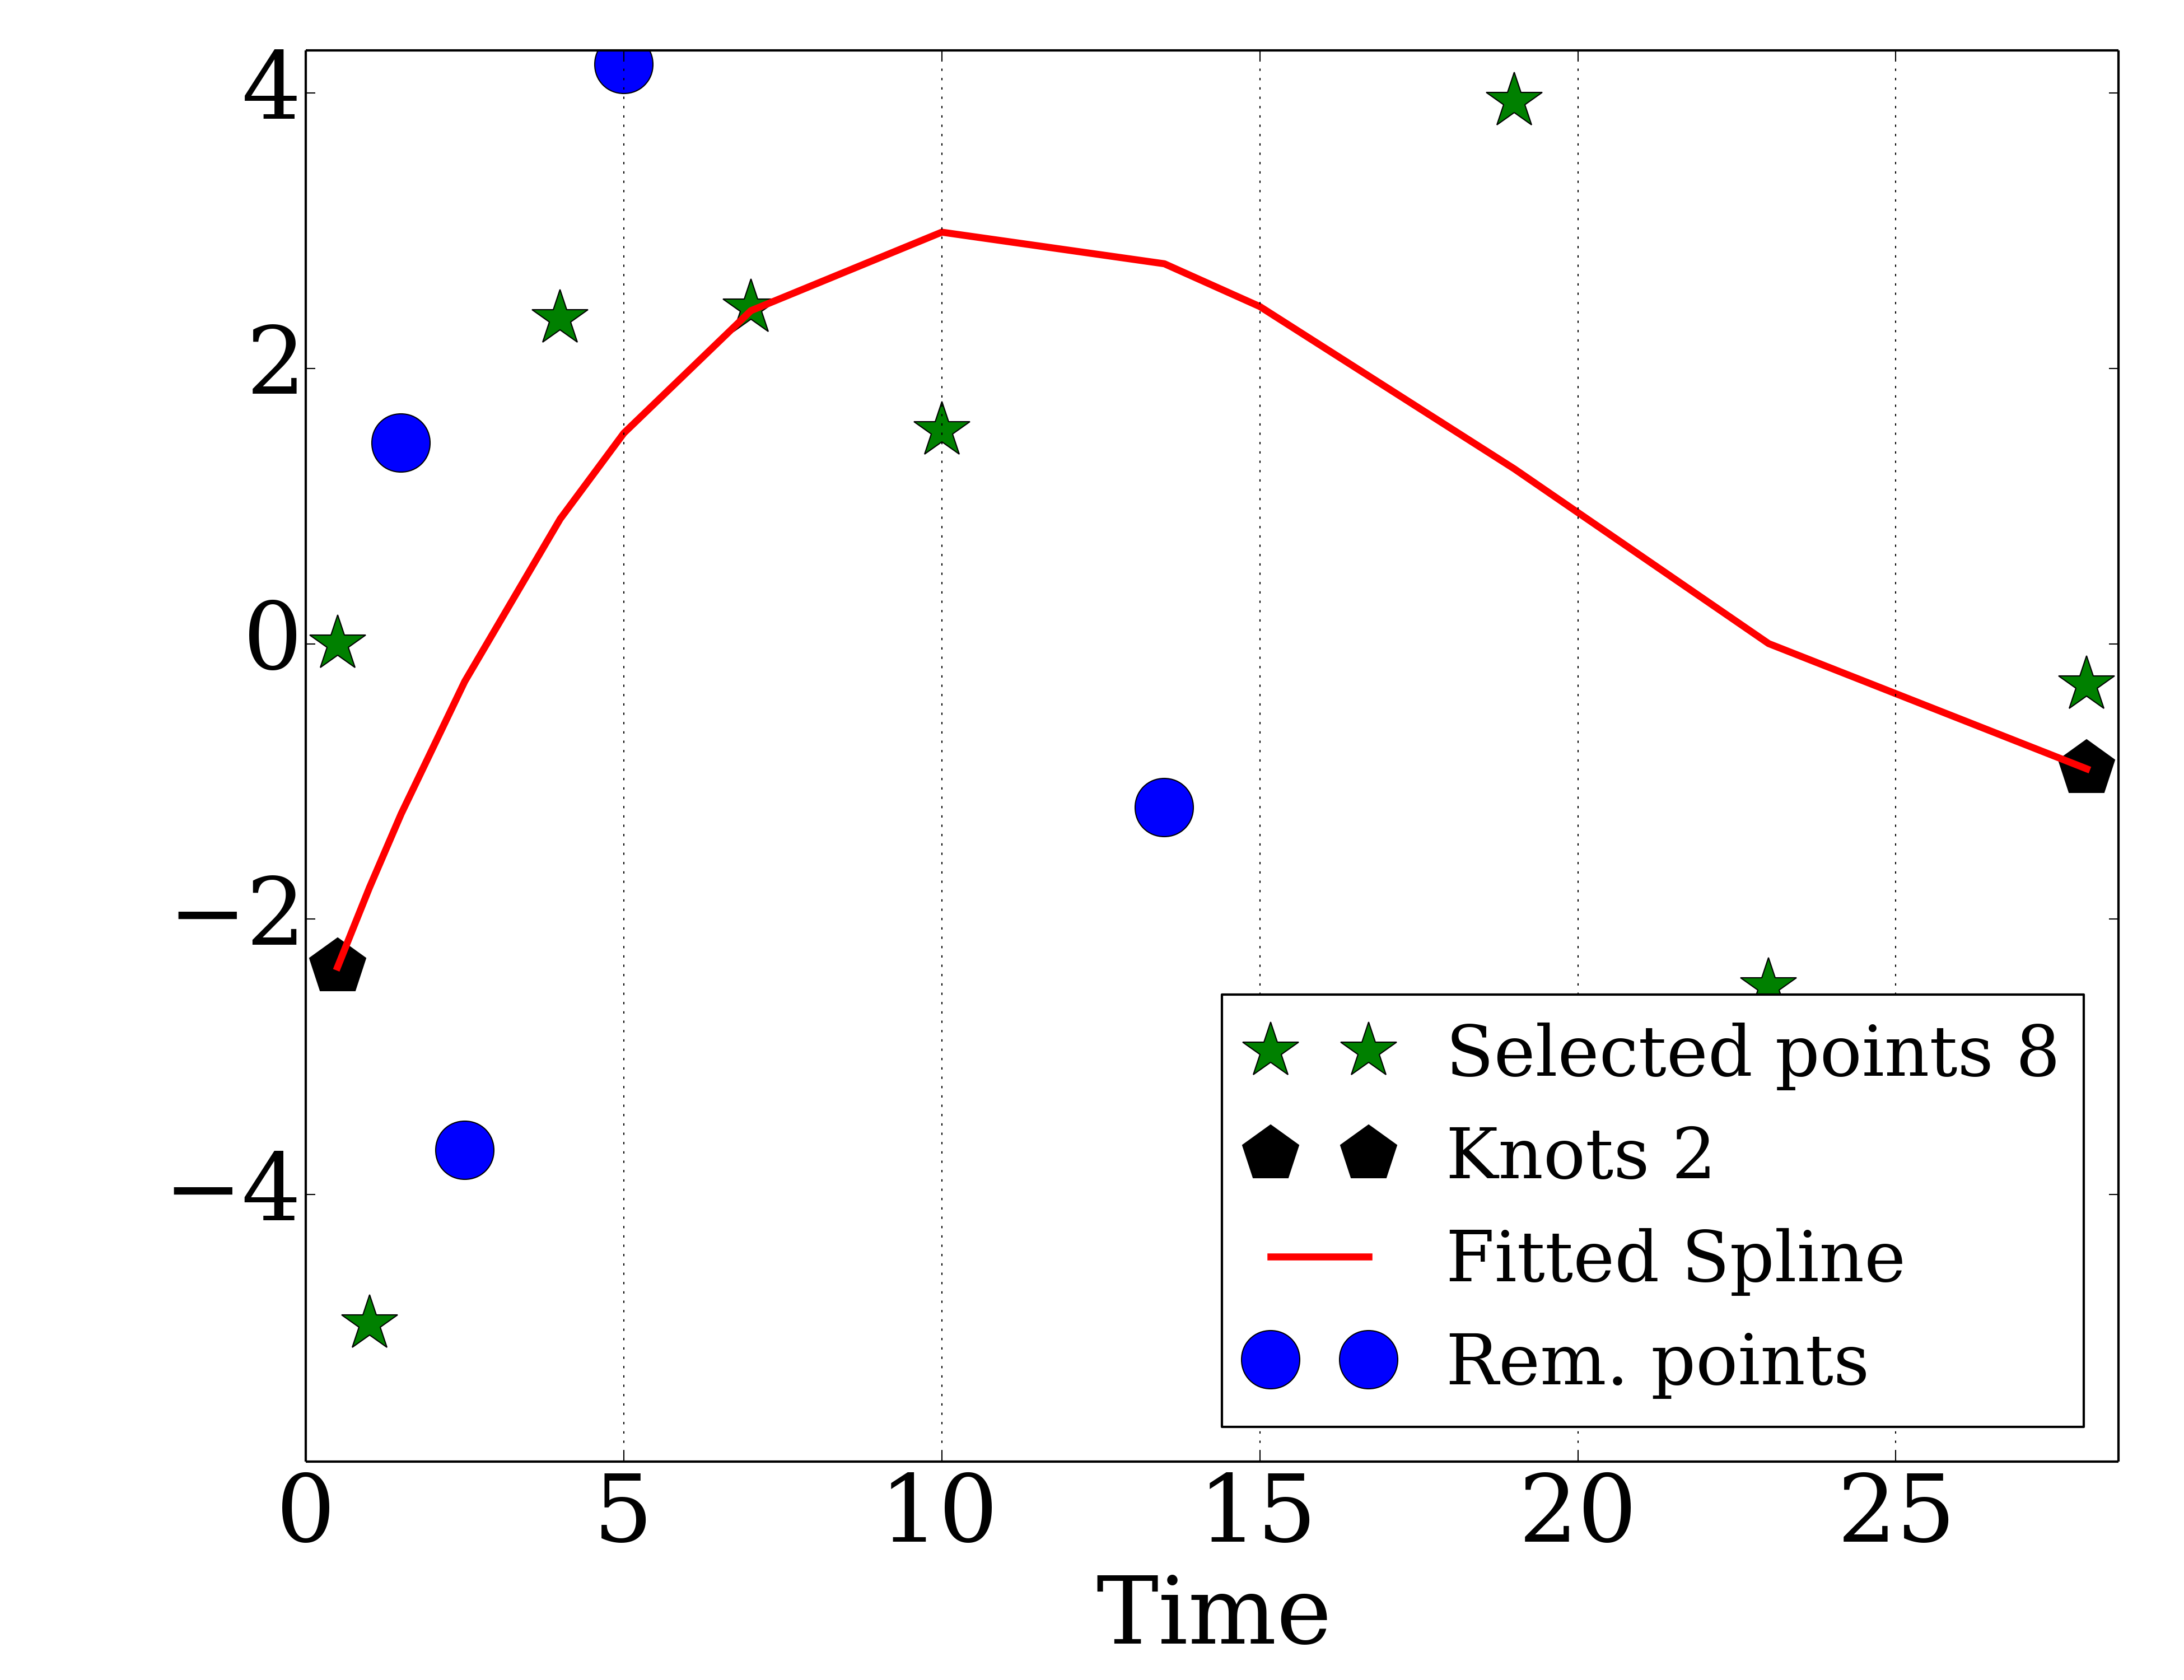 4
2
0
−2
−4
0 5 10 15 20 25
Time
Selected points 8
Knots 2
Fitted Spline
Rem. points